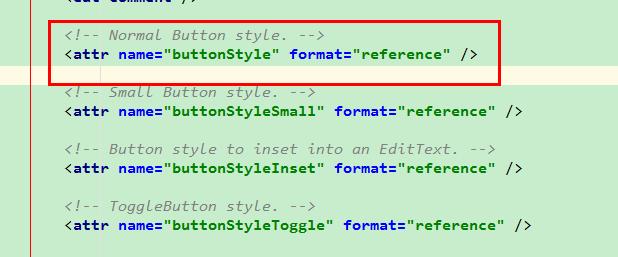 <!-- Normal Button style. -->
<attr name="buttonStyle" format="reference" />
<!-- Small Button style. -->
<attr name="buttonStyleSmall" format="reference" />
<!-- Button style to inset into an EditText. -->
<attr name="buttonStyleInset" format="reference" />
<!-- ToggleButton style. -->
<attr name="buttonStyleToggle" format="reference" />